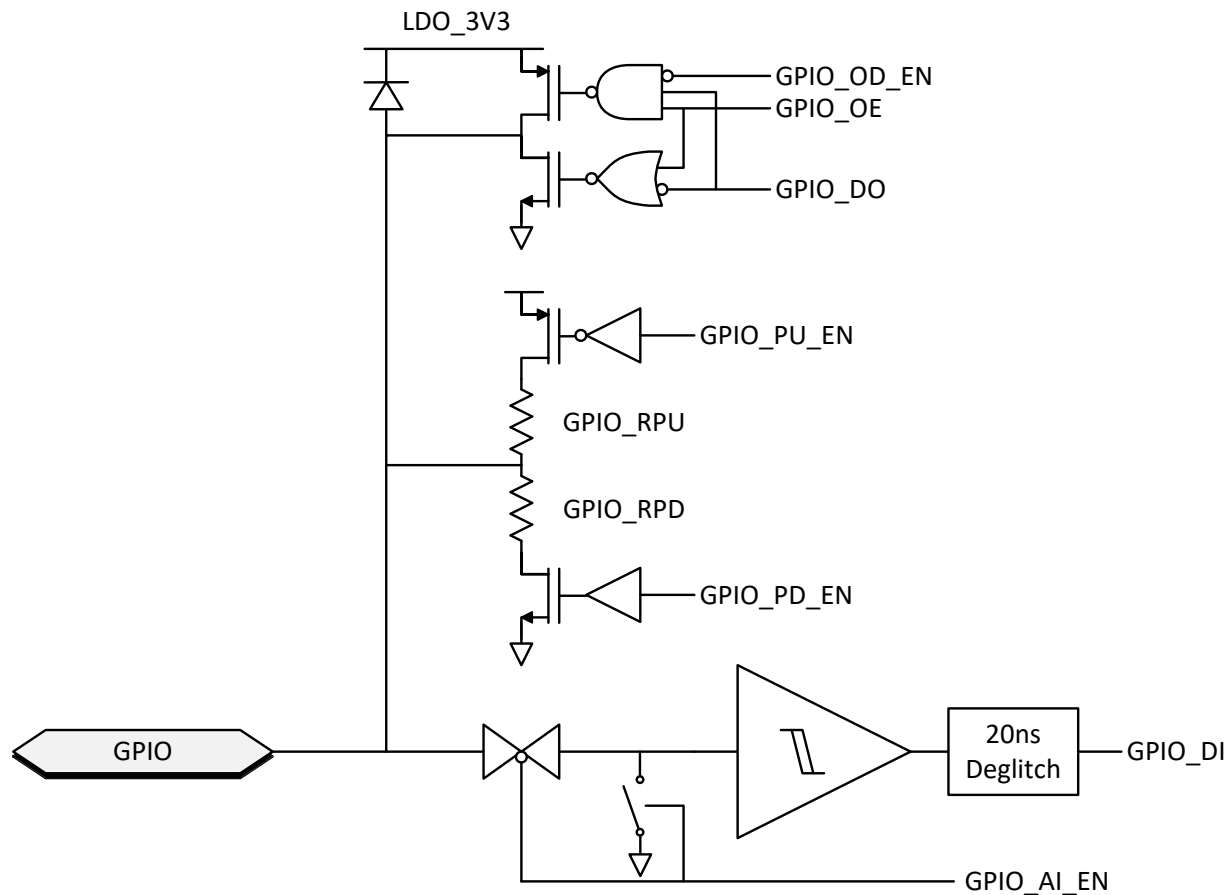 LDO_3V3
GPIO_OD_EN
GPIO_OE
GPIO_DO
GPIO_PU_EN
GPIO_RPU
GPIO_RPD
GPIO_PD_EN
GPIO
20ns
Deglitch
GPIO_DI
GPIO_AI_EN